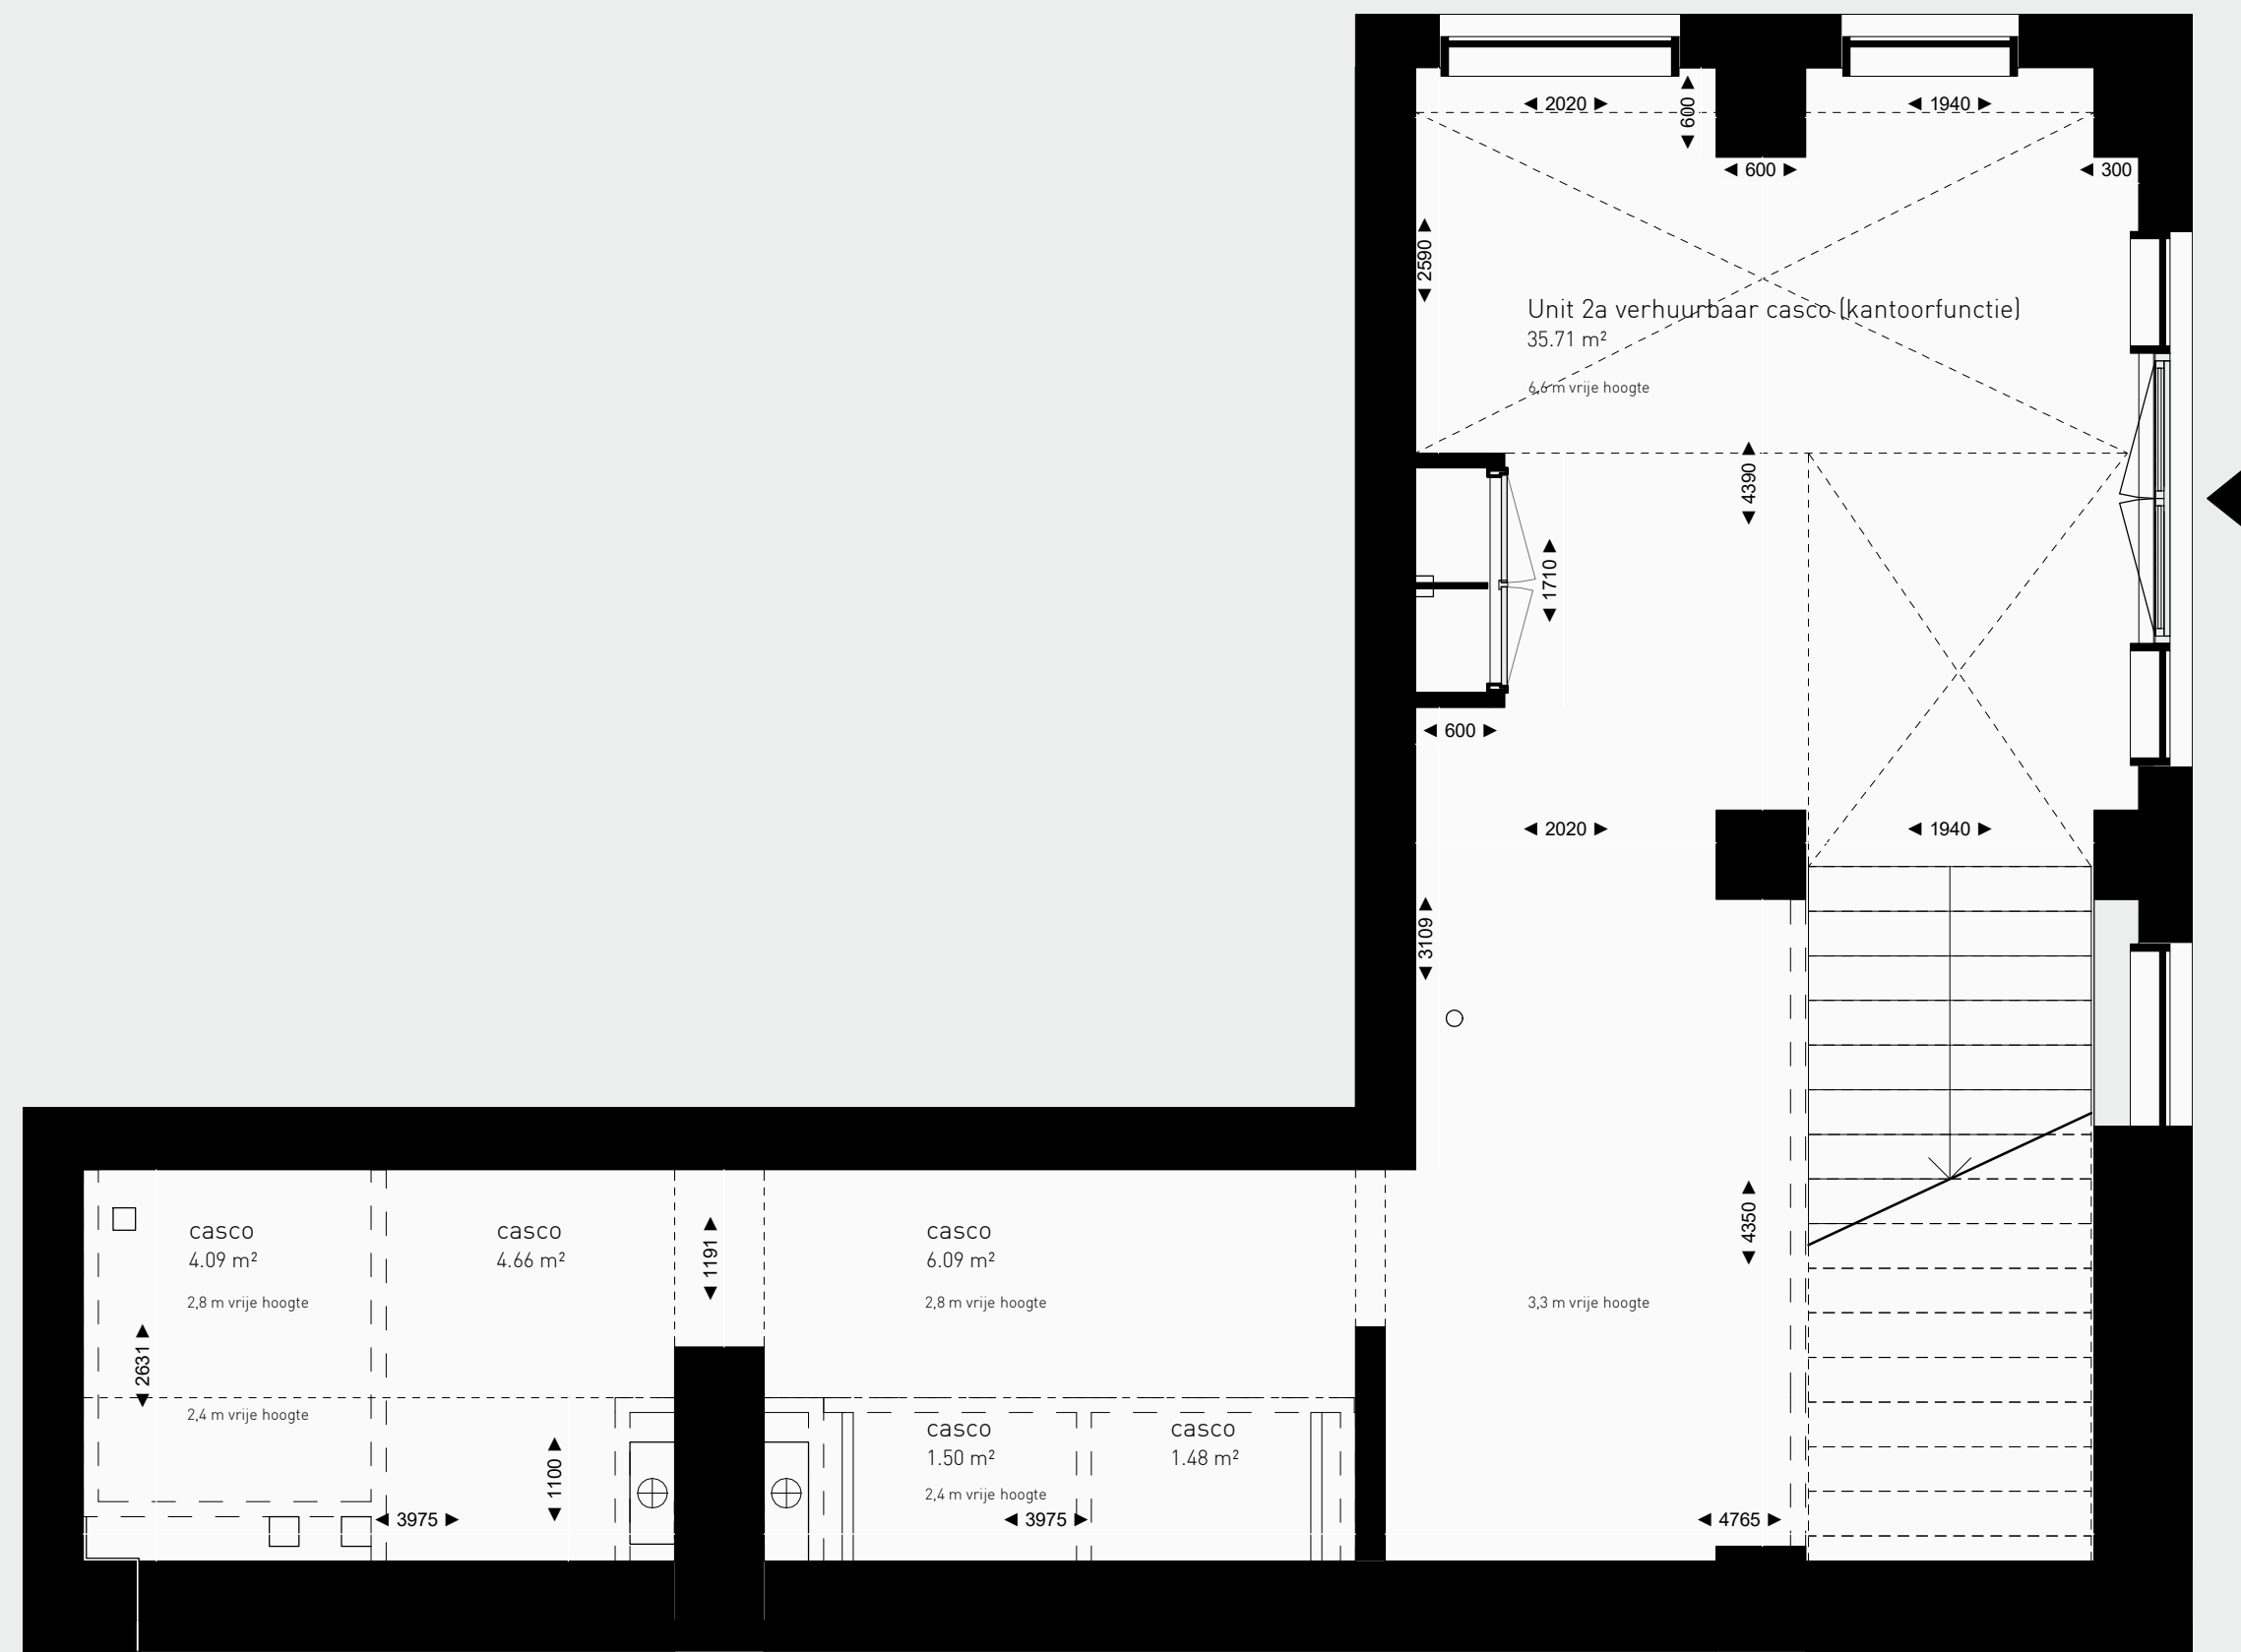 2020
600
1940
600
300
2590
Unit 2a verhuurbaar casco (kantoorfunctie)
35.71 m²
6,6 m vrije hoogte
4390
1710
600
2020
1940
3109
4350
casco
4.09 m²
2,8 m vrije hoogte
casco
4.66 m²
1191
casco
6.09 m²
2,8 m vrije hoogte
3,3 m vrije hoogte
2631
2,4 m vrije hoogte
1100
casco
1.50 m²
2,4 m vrije hoogte
casco
1.48 m²
3975
3975
4765